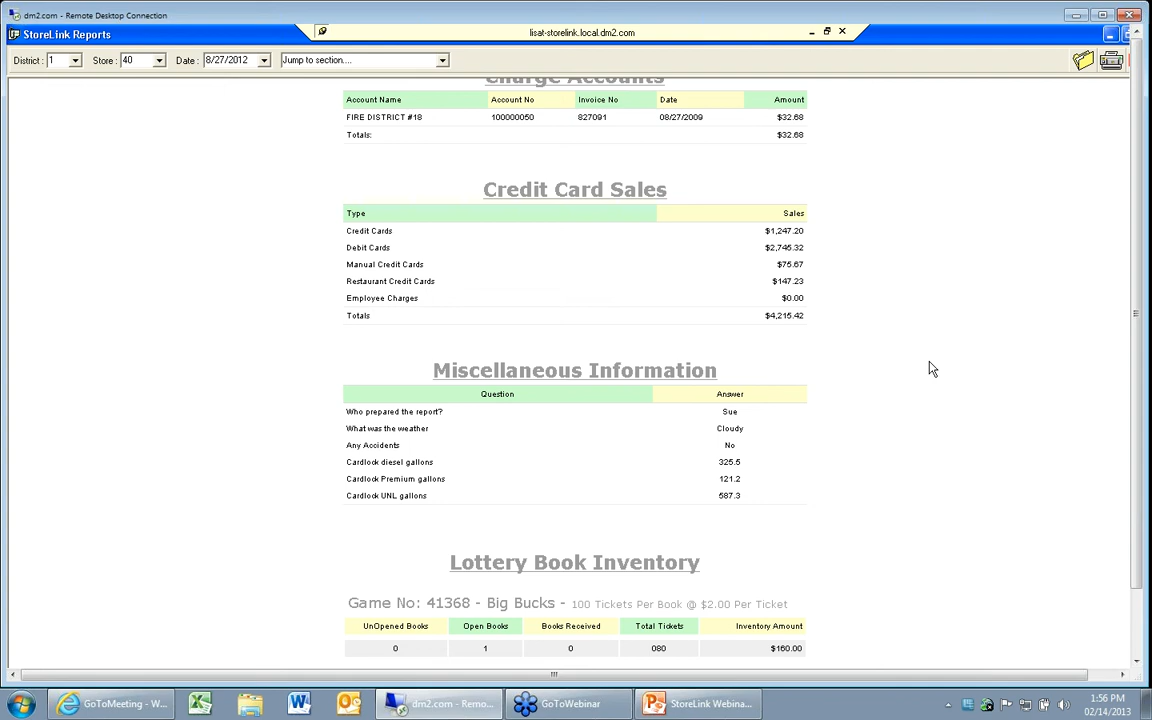 dm2.com - Remote Desktop Connection
StoreLink Reports
lisat-storelink.local.dm2.com
District : 1 Store : 40 Date : 8/27/2012 Jump to section....
Charge Accounts
Account Name Account No Invoice No Date Amount
FIRE DISTRICT #18 100000050 827091 08/27/2009 $32.68
Totals: $32.68
Credit Card Sales
Type Sales
Credit Cards $1,247.20
Debit Cards $2,745.32
Manual Credit Cards $75.67
Restaurant Credit Cards $147.23
Employee Charges $0.00
Totals $4,215.42
Miscellaneous Information
Question Answer
Who prepared the report? Sue
What was the weather Cloudy
Any Accidents No
Cardlock diesel gallons 325.5
Cardlock Premium gallons 121.2
Cardlock UNL gallons 587.3
Lottery Book Inventory
Game No: 41368 - Big Bucks - 100 Tickets Per Book @ $2.00 Per Ticket
UnOpened Books Open Books Books Received Total Tickets Inventory Amount
0 1 0 080 $160.00
GoToMeeting - W... dm2.com - Remo... GoToWebinar StoreLink Webina...
1:56 PM
02/14/2013